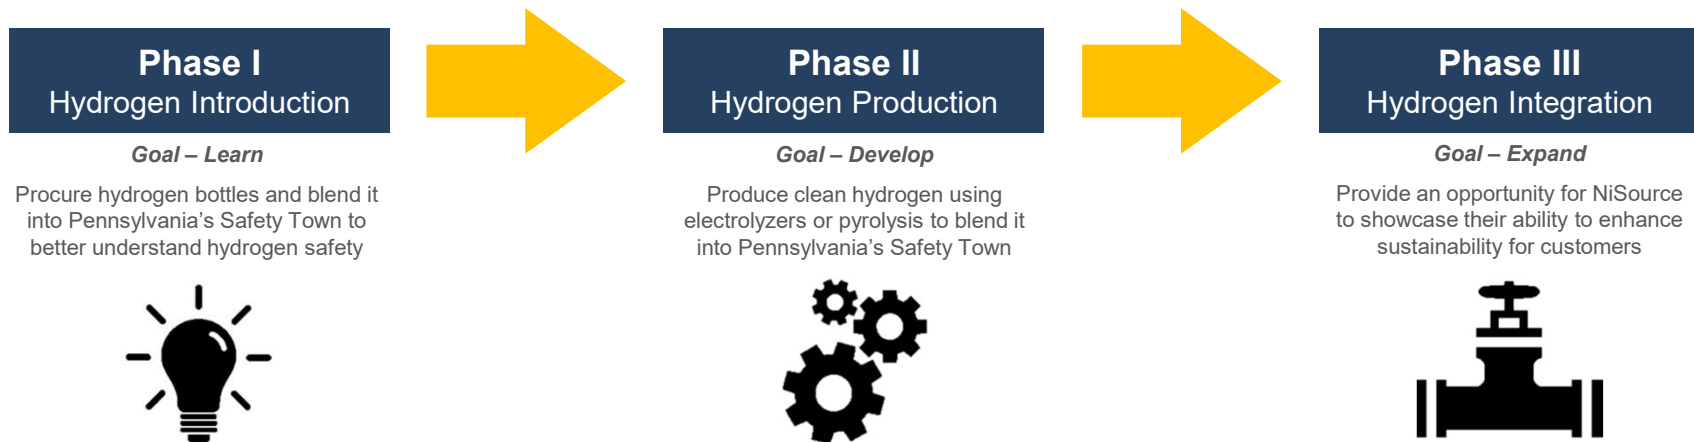 Phase I
Hydrogen Introduction
Goal – Learn
Procure hydrogen bottles and blend it
into Pennsylvania's Safety Town to
better understand hydrogen safety
Phase II
Hydrogen Production
Goal – Develop
Produce clean hydrogen using
electrolyzers or pyrolysis to blend it
into Pennsylvania's Safety Town
Phase III
Hydrogen Integration
Goal – Expand
Provide an opportunity for NiSource
to showcase their ability to enhance
sustainability for customers